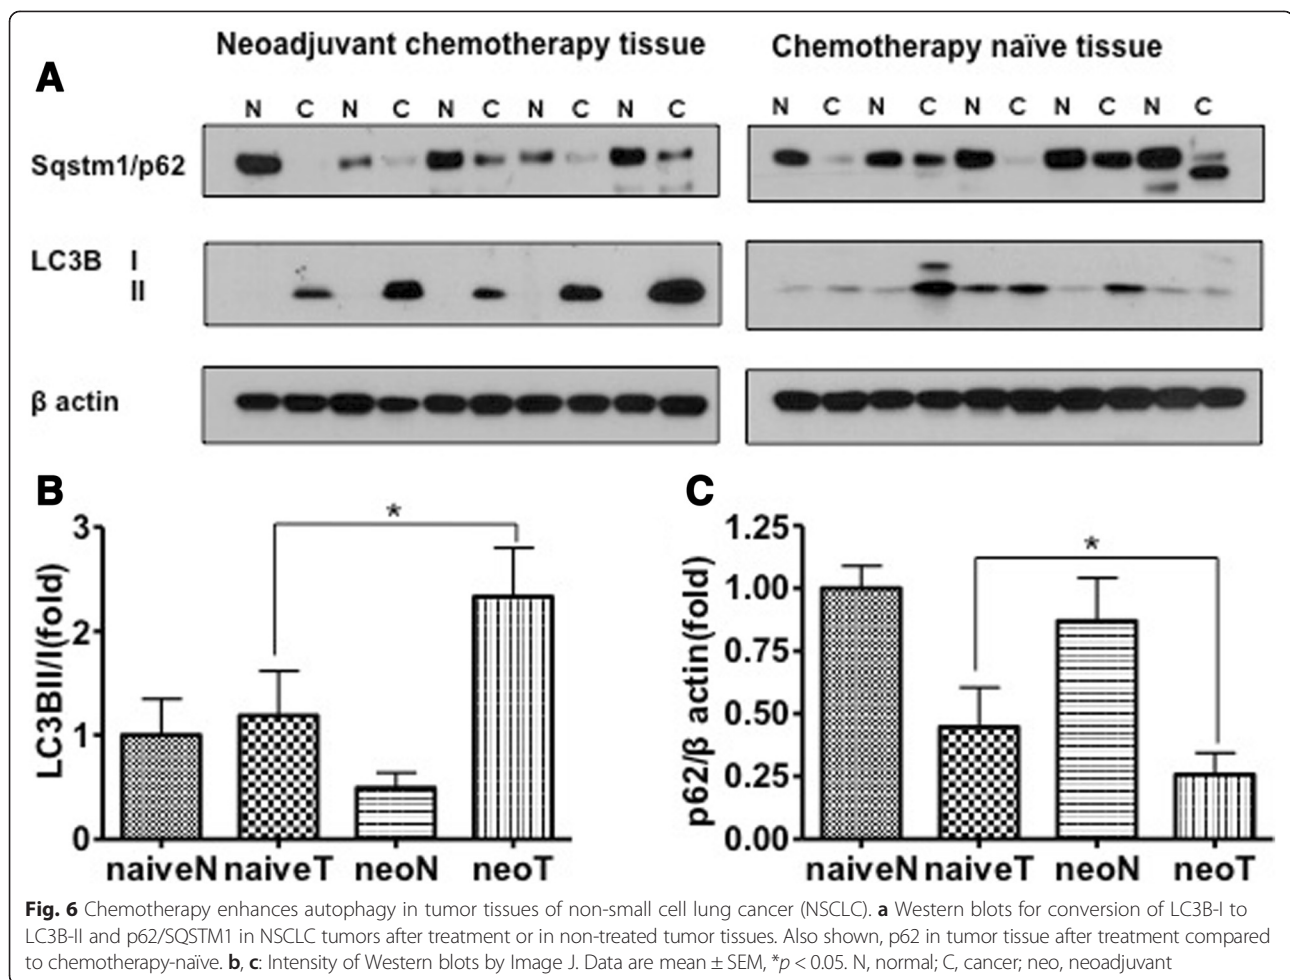 Neoadjuvant chemotherapy tissue
Chemotherapy naïve tissue
A
N C N C N C N C N C
N C N C N C N C N C
Sqstm1/p62
LC3B I
II
β actin
B
LC3BII/I(fold)
3
2
1
0
*
naiveN naiveT neoN neoT
C
p62/β actin(fold)
1.25
1.00
0.75
0.50
0.25
0.00
*
naiveN naiveT neoN neoT
Fig. 6 Chemotherapy enhances autophagy in tumor tissues of non-small cell lung cancer (NSCLC). a Western blots for conversion of LC3B-I to
LC3B-II and p62/SQSTM1 in NSCLC tumors after treatment or in non-treated tumor tissues. Also shown, p62 in tumor tissue after treatment compared
to chemotherapy-naïve. b, c: Intensity of Western blots by Image J. Data are mean ± SEM, *p < 0.05. N, normal; C, cancer; neo, neoadjuvant